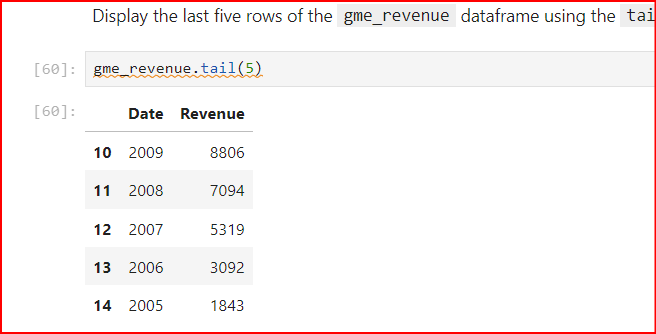 Display the last five rows of the gme_revenue dataframe using the tai
[60]: gme_revenue.tail(5)
[60]:
Date Revenue
10 2009 8806
11 2008 7094
12 2007 5319
13 2006 3092
14 2005 1843